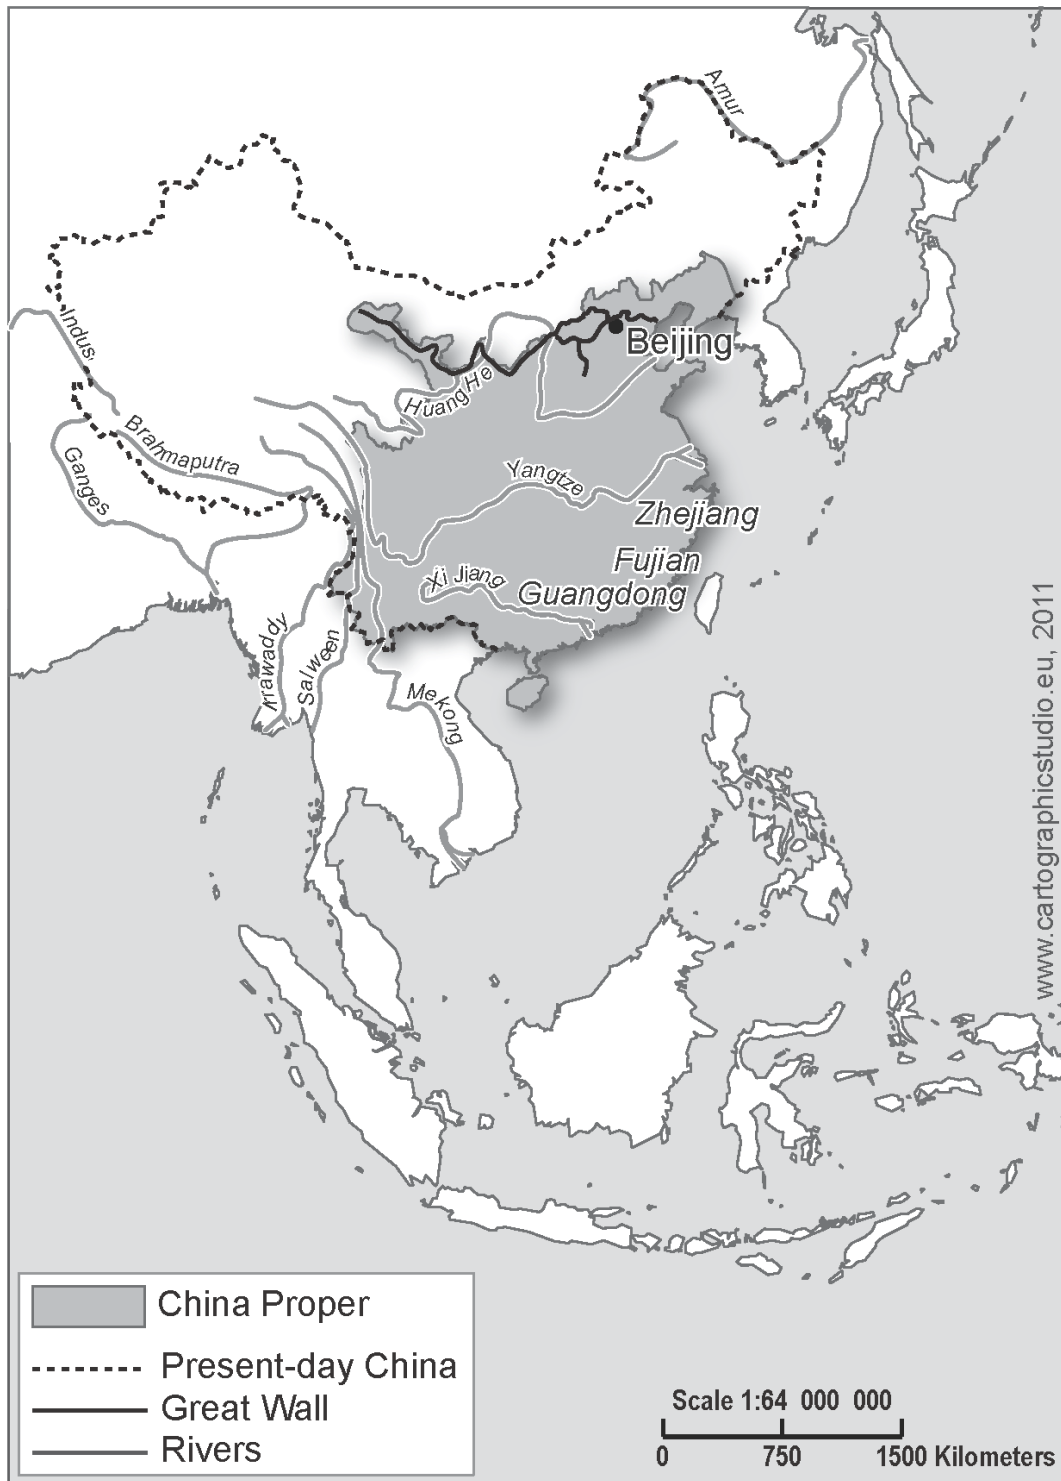 Amur
Indus
Beijing
Huang He
Brahmaputra
Ganges
Yangtze
Zhejiang
Fujian
Xi Jiang
Guangdong
Irrawaddy
Salween
Mekong
www.cartographicstudio.eu, 2011
China Proper
Present-day China
Great Wall
Rivers
Scale 1:64 000 000
0 750 1500 Kilometers